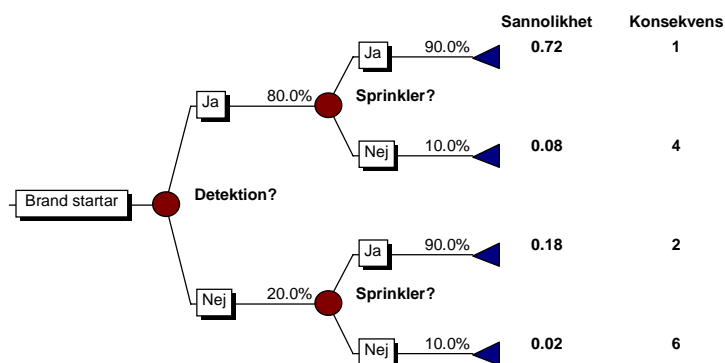 Sannolikhet Konsekvens
Ja 90.0% 0.72 1
Ja 80.0% Sprinkler?
Nej 10.0% 0.08 4
Brand startar Detektion?
Ja 90.0% 0.18 2
Nej 20.0% Sprinkler?
Nej 10.0% 0.02 6